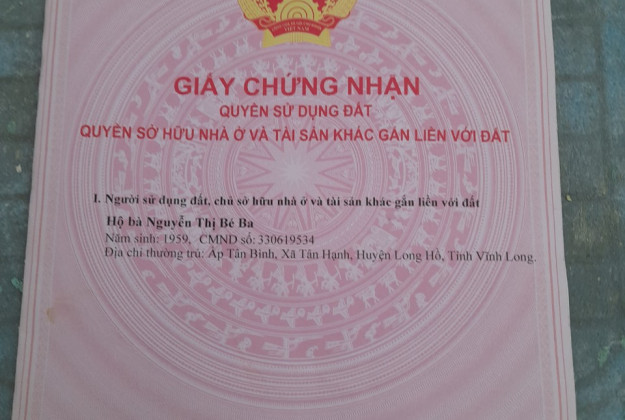 VIỆT NAM
GIẤY CHỨNG NHẬN
QUYỀN SỬ DỤNG ĐẤT
QUYỀN SỞ HỮU NHÀ Ở VÀ TÀI SẢN KHÁC GẮN LIỀN VỚI ĐẤT
I. Người sử dụng đất, chủ sở hữu nhà ở và tài sản khác gắn liền với đất
Hộ bà Nguyễn Thị Bé Ba
Năm sinh: 1959, CMND số: 330619534
Địa chỉ thường trú: Ấp Tân Bình, Xã Tân Hạnh, Huyện Long Hồ, Tỉnh Vĩnh Long.